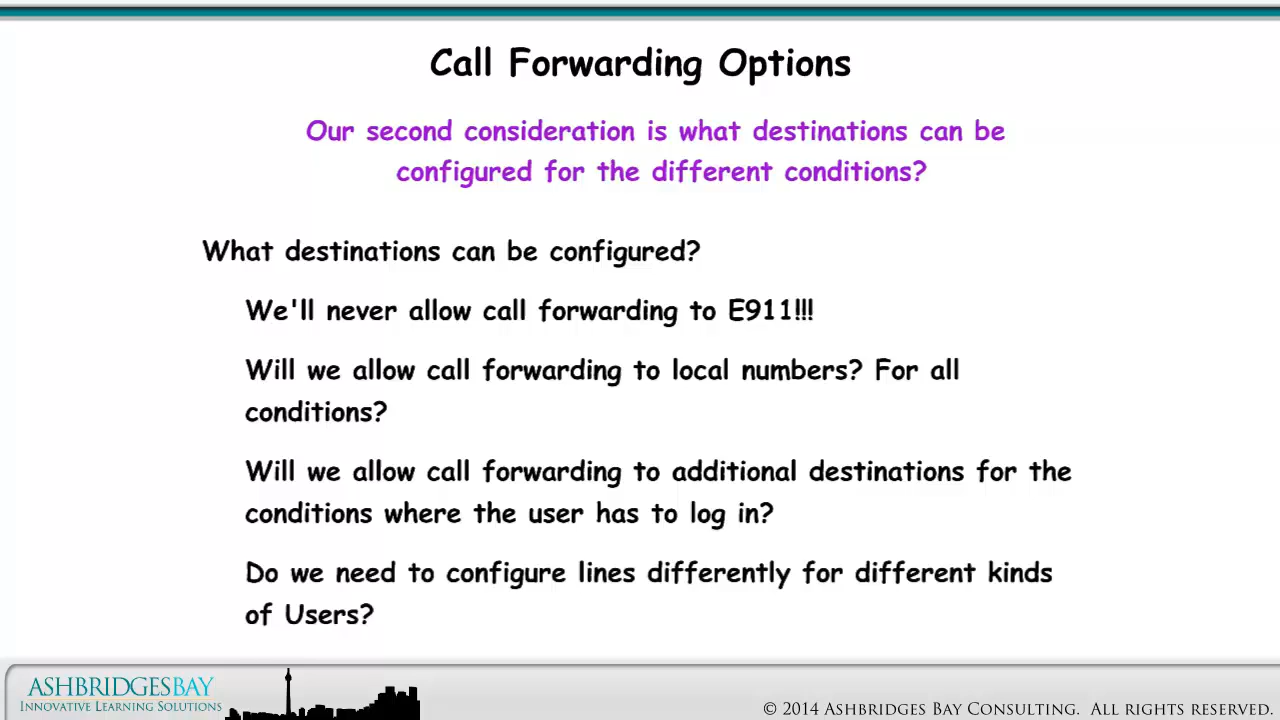 Call Forwarding Options
Our second consideration is what destinations can be
configured for the different conditions?
What destinations can be configured?
We'll never allow call forwarding to E911!!!
Will we allow call forwarding to local numbers? For all
conditions?
Will we allow call forwarding to additional destinations for the
conditions where the user has to log in?
Do we need to configure lines differently for different kinds
of Users?
ASHBRIDGESBAY
INNOVATIVE LEARNING SOLUTIONS
© 2014 ASHBRIDGES BAY CONSULTING. ALL RIGHTS RESERVED.